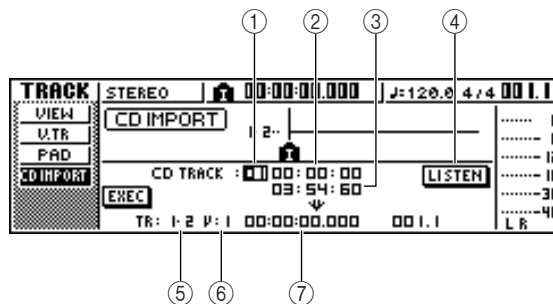 ① ② ③ ④
TRACK STEREO 00:00:00.000 ♩=120.0 4/4 001.1
VIEW
CD IMPORT
1·2··
V.TR
PAD
CD IMPORT
CD TRACK : 01 00:00:00 LISTEN
03:54:60
EXEC
TR: 1·2 V: 1 00:00:00.000 001.1
L R
⑤ ⑥ ⑦